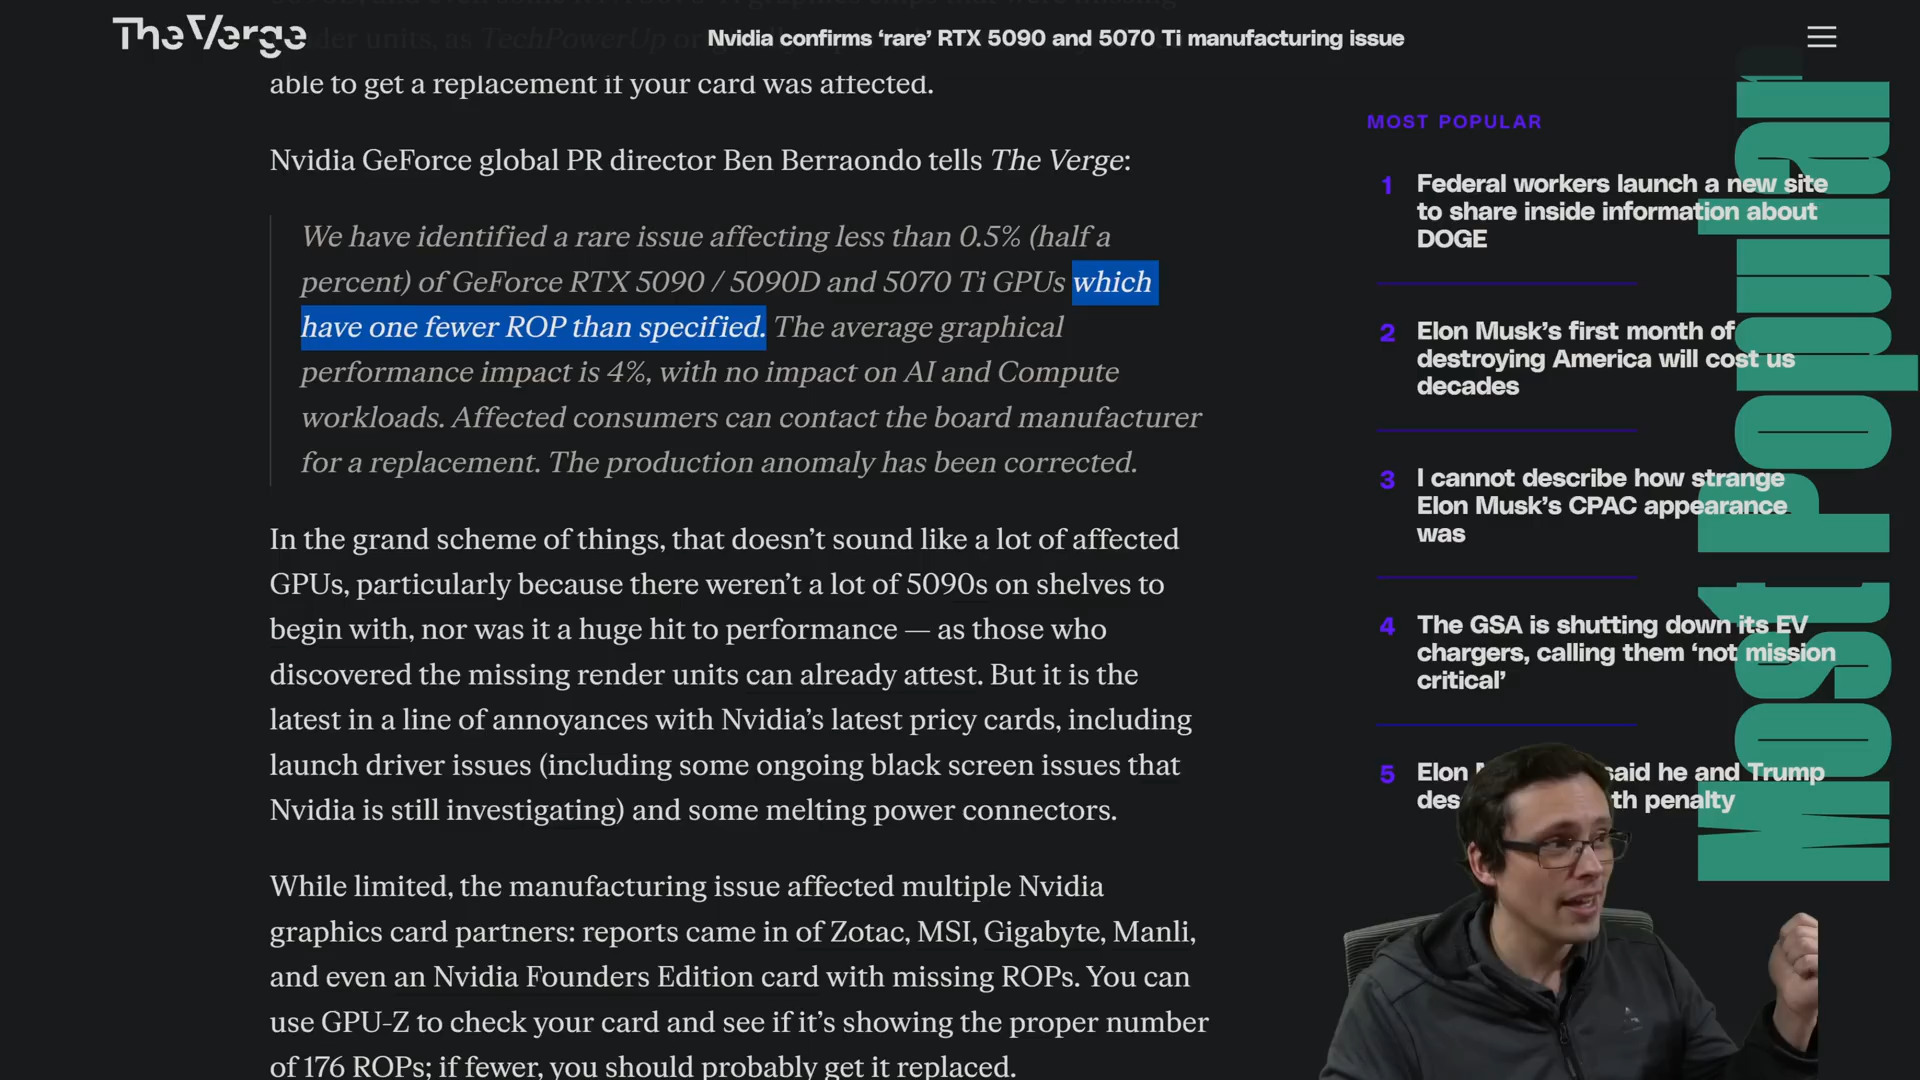 The Verge
Nvidia confirms ‘rare’ RTX 5090 and 5070 Ti manufacturing issue
able to get a replacement if your card was affected.
Nvidia GeForce global PR director Ben Berraondo tells The Verge:
We have identified a rare issue affecting less than 0.5% (half a
percent) of GeForce RTX 5090 / 5090D and 5070 Ti GPUs which
have one fewer ROP than specified. The average graphical
performance impact is 4%, with no impact on AI and Compute
workloads. Affected consumers can contact the board manufacturer
for a replacement. The production anomaly has been corrected.
In the grand scheme of things, that doesn’t sound like a lot of affected
GPUs, particularly because there weren’t a lot of 5090s on shelves to
begin with, nor was it a huge hit to performance — as those who
discovered the missing render units can already attest. But it is the
latest in a line of annoyances with Nvidia’s latest pricy cards, including
launch driver issues (including some ongoing black screen issues that
Nvidia is still investigating) and some melting power connectors.
While limited, the manufacturing issue affected multiple Nvidia
graphics card partners: reports came in of Zotac, MSI, Gigabyte, Manli,
and even an Nvidia Founders Edition card with missing ROPs. You can
use GPU-Z to check your card and see if it’s showing the proper number
of 176 ROPs; if fewer, you should probably get it replaced.
MOST POPULAR
1 Federal workers launch a new site
to share inside information about
DOGE
2 Elon Musk’s first month of
destroying America will cost us
decades
3 I cannot describe how strange
Elon Musk’s CPAC appearance
was
4 The GSA is shutting down its EV
chargers, calling them ‘not mission
critical’
5 Elon said he and Trump
penalty
Most Popular